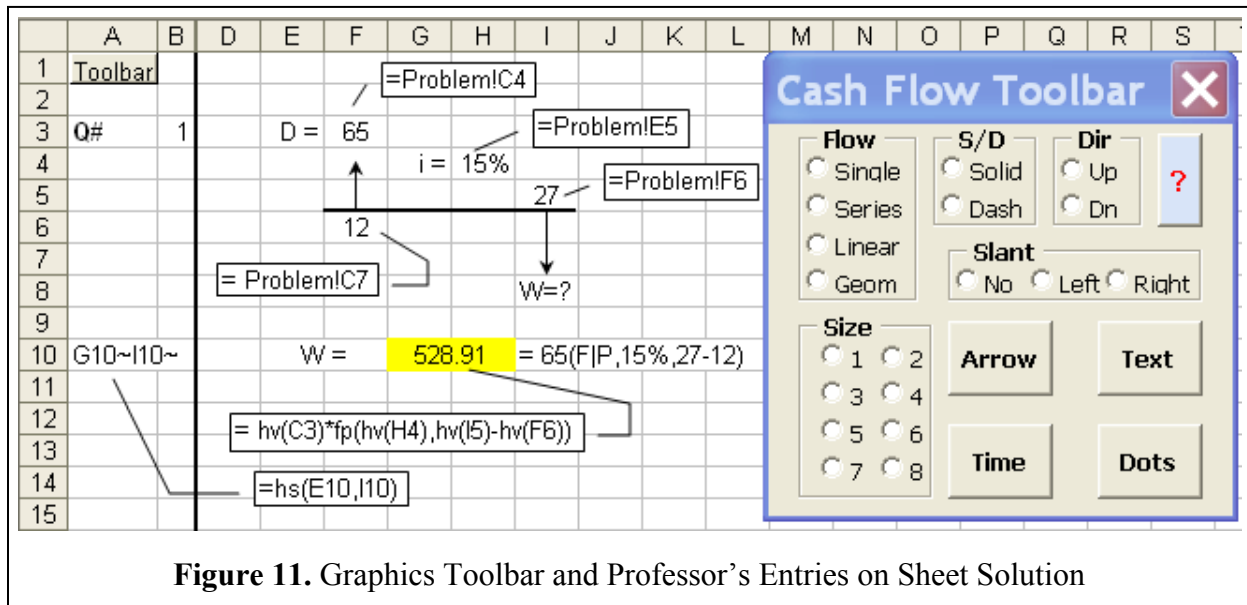 A B D E F G H I J K L M N O P Q R S
1 Toolbar =Problem!C4 Cash Flow Toolbar
2
3 Q# 1 D = 65 =Problem!E5 Flow S/D Dir
4 i = 15% Single Solid Up ?
5 27 =Problem!F6 Series Dash Dn
6 12
7 Linear Slant
8 = Problem!C7 W=? Geom No Left Right
9 Size
10 G10~I10~ W = 528.91 = 65(F|P,15%,27-12) 1 2 Arrow Text
11 3 4
12 = hv(C3)*fp(hv(H4),hv(I5)-hv(F6)) 5 6
13
14 =hs(E10,I10) 7 8 Time Dots
15
Figure 11. Graphics Toolbar and Professor's Entries on Sheet Solution